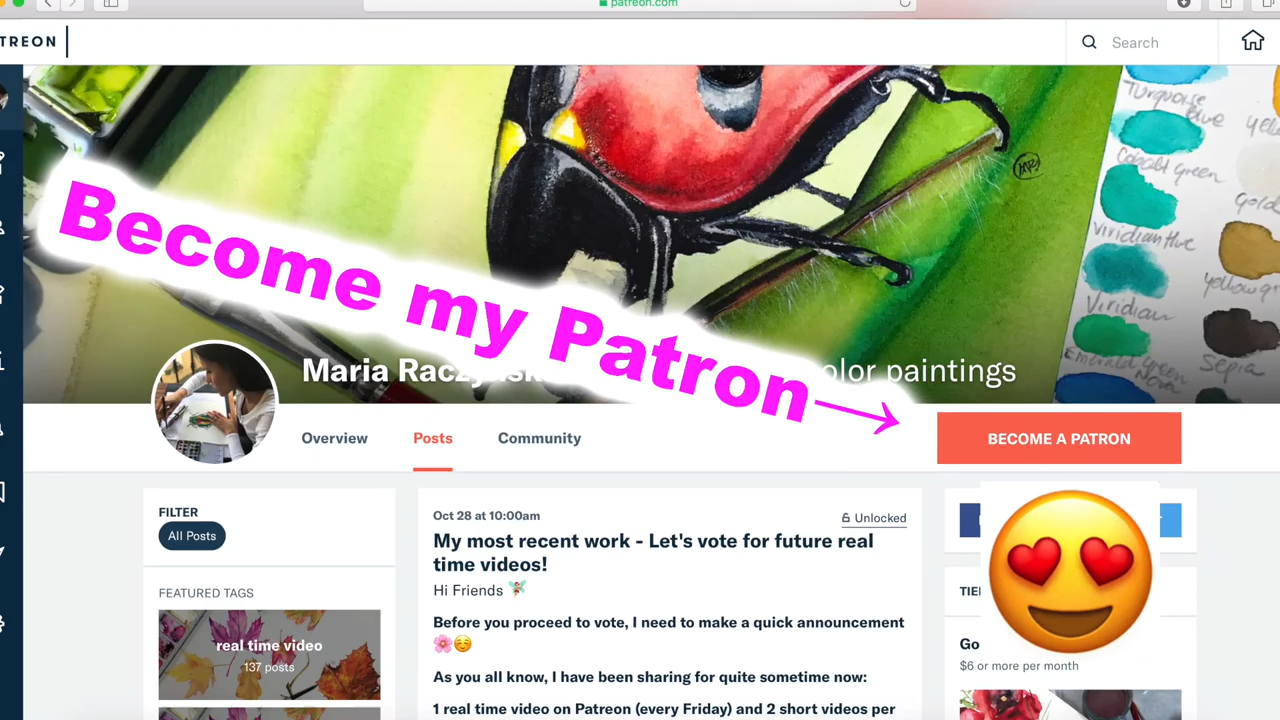 patreon.com
TREON
Search
Turquoise
Blue
Cobalt green
Viridian Hue
Viridian
Emerald Green
Nova
Sepia
Become my Patron
Maria
olor paintings
Overview
Posts
Community
BECOME A PATRON
FILTER
All Posts
FEATURED TAGS
real time video
137 posts
Oct 28 at 10:00am
Unlocked
My most recent work - Let's vote for future real
time videos!
Hi Friends
Before you proceed to vote, I need to make a quick announcement
As you all know, I have been sharing for quite sometime now:
1 real time video on Patreon (every Friday) and 2 short videos per
TIE
Go
$6 or more per month